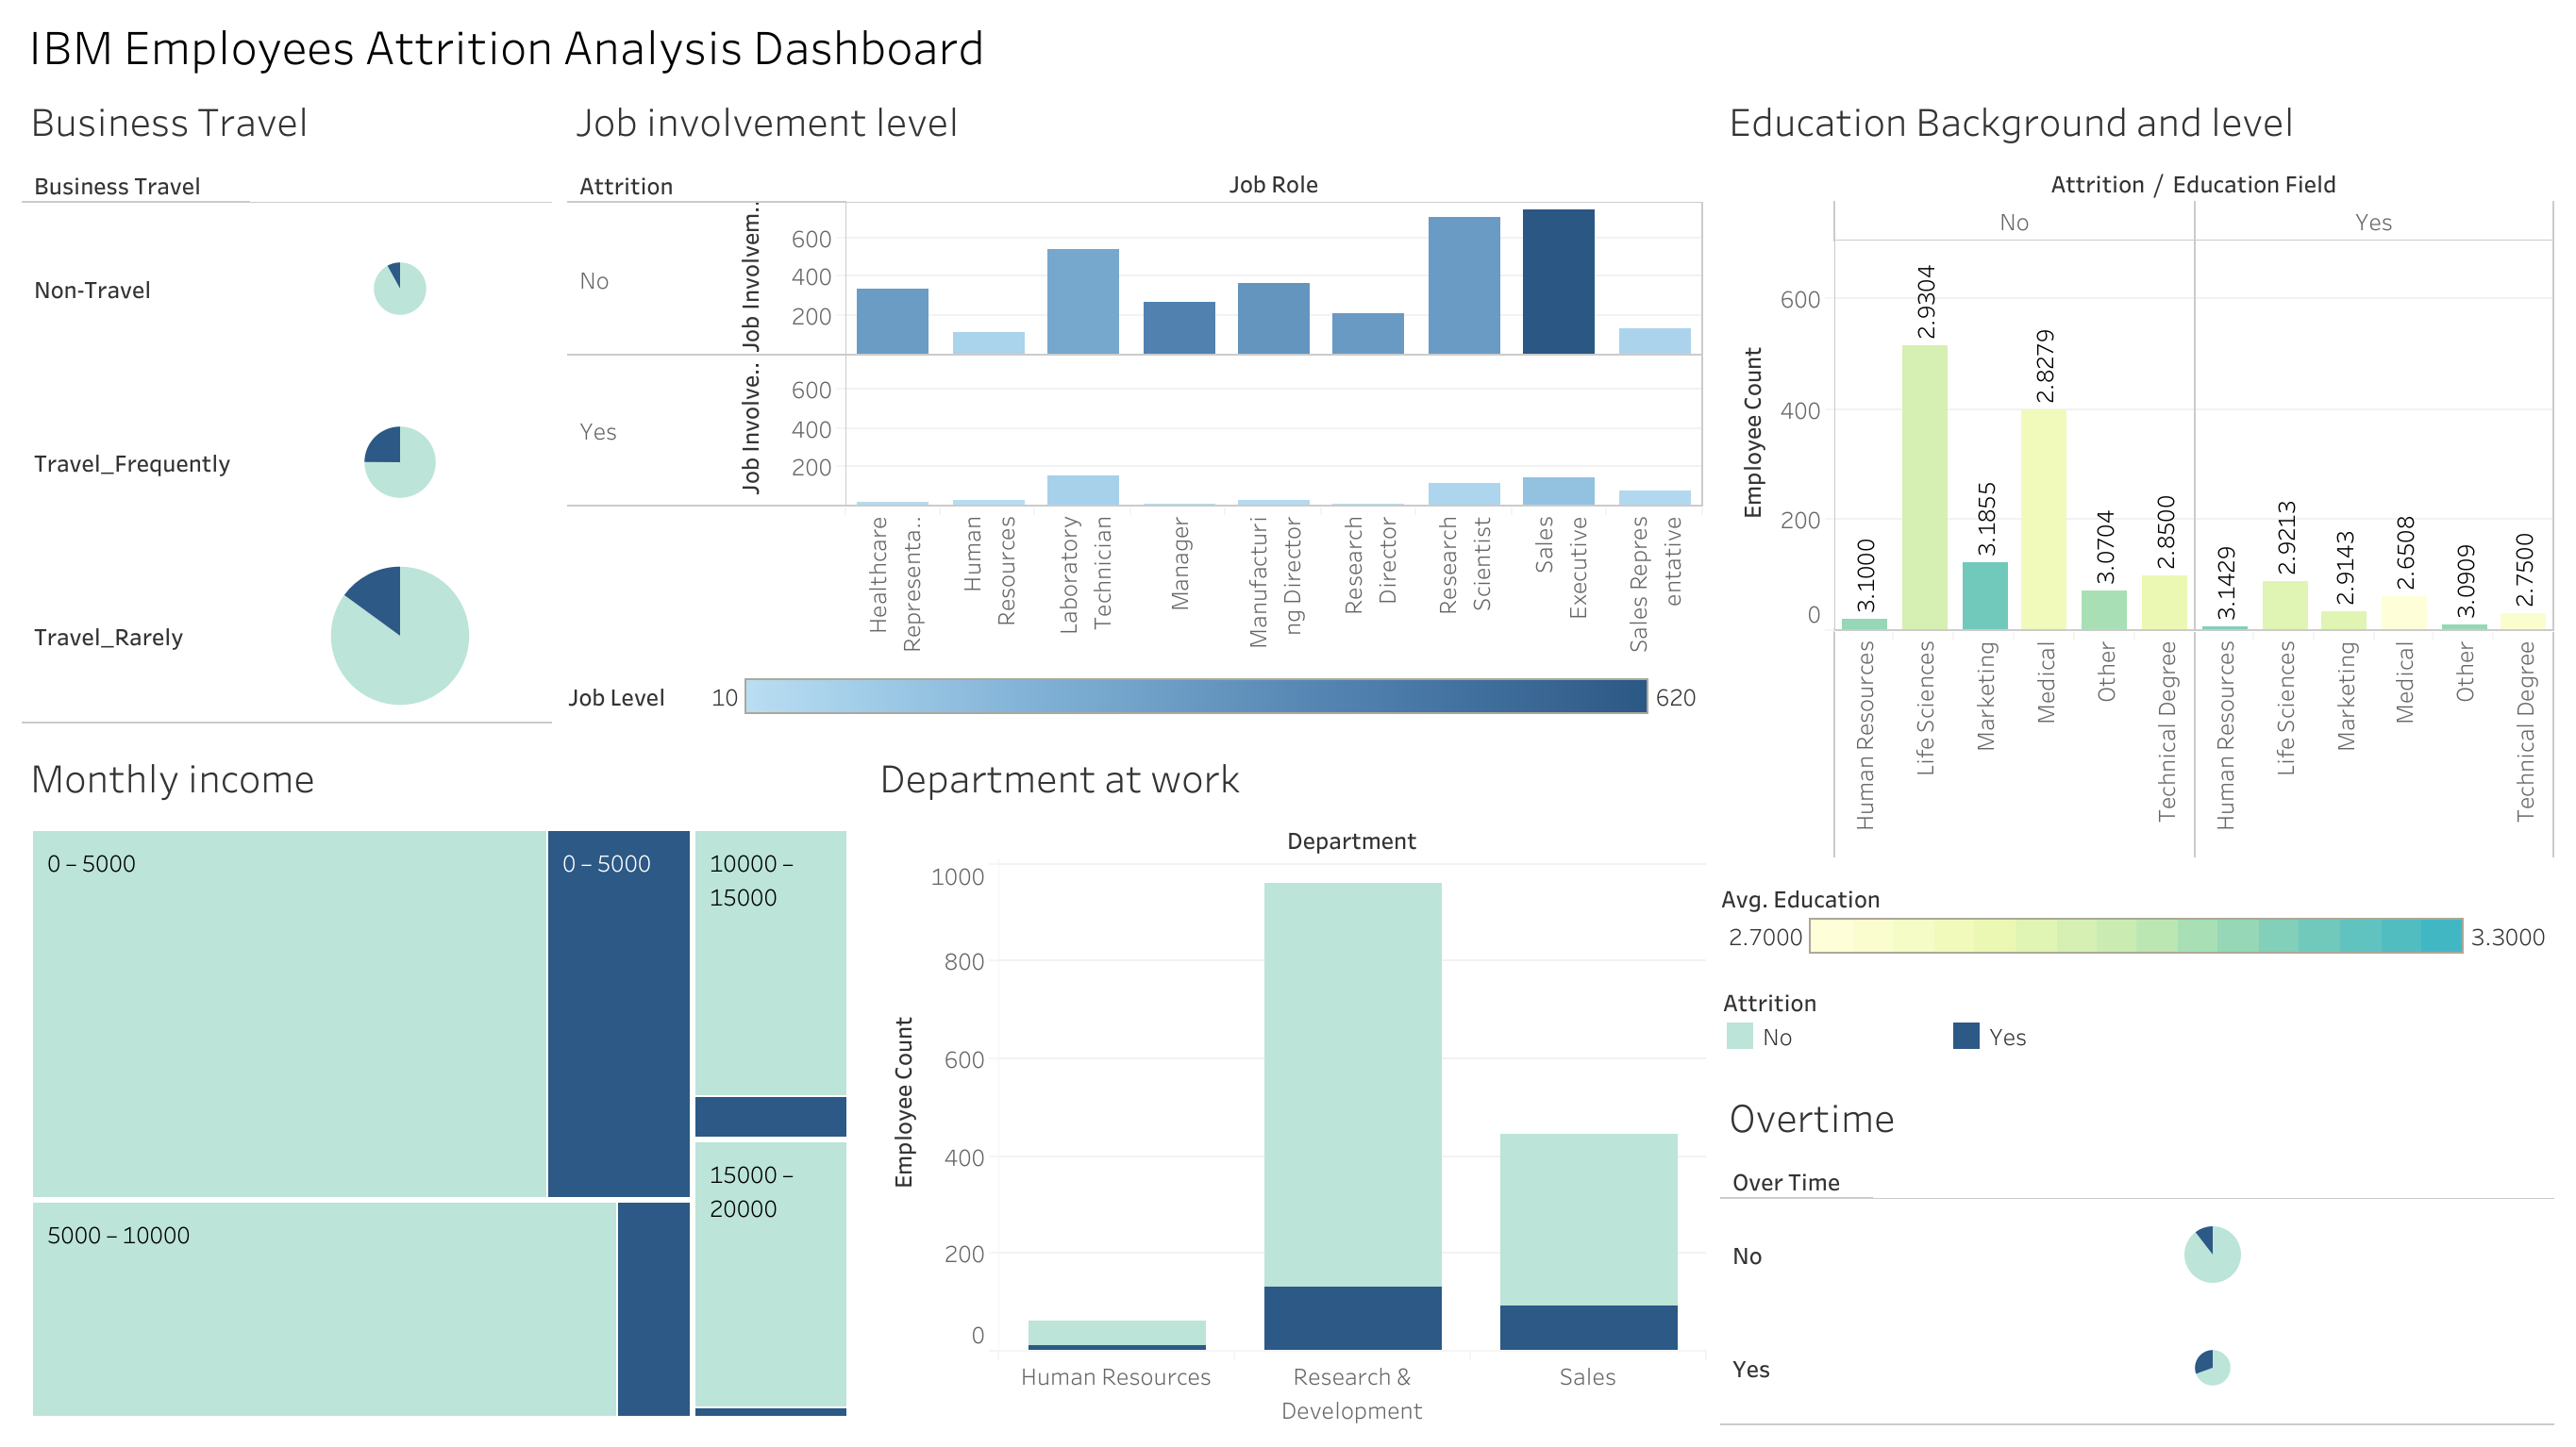 IBM Employees Attrition Analysis Dashboard
Business Travel
Business Travel
Non-Travel
Travel_Frequently
Travel_Rarely
Job involvement level
Attrition
Job Role
No
Job Involvem..
600
400
200
Yes
Job Involve..
600
400
200
Healthcare
Representa..
Human
Resources
Laboratory
Technician
Manager
Manufacturi
ng Director
Research
Director
Research
Scientist
Sales
Executive
Sales Repres
entative
Job Level
10
620
Education Background and level
Attrition / Education Field
No
Yes
Employee Count
600
400
200
0
3.1000
2.9304
3.1855
2.8279
3.0704
2.8500
3.1429
2.9213
2.9143
2.6508
3.0909
2.7500
Human Resources
Life Sciences
Marketing
Medical
Other
Technical Degree
Human Resources
Life Sciences
Marketing
Medical
Other
Technical Degree
Avg. Education
2.7000
3.3000
Attrition
No
Yes
Monthly income
0 – 5000
0 – 5000
10000 –
15000
5000 – 10000
15000 –
20000
Department at work
Department
Employee Count
1000
800
600
400
200
0
Human Resources
Research &
Development
Sales
Overtime
Over Time
No
Yes